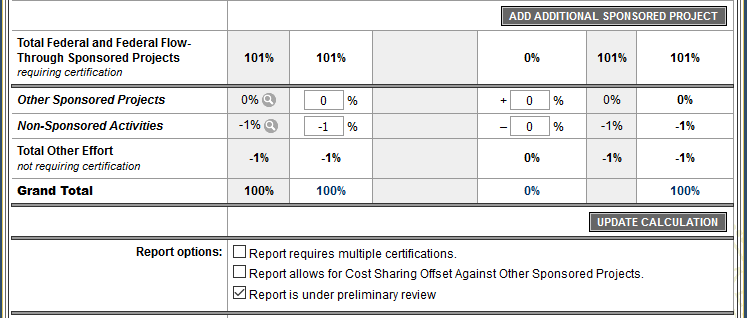 ADD ADDITIONAL SPONSORED PROJECT
Total Federal and Federal Flow-
Through Sponsored Projects
requiring certification
101% 101% 0% 101% 101%
Other Sponsored Projects 0% 0 % + 0 % 0% 0%
Non-Sponsored Activities -1% -1 % – 0 % -1% -1%
Total Other Effort
not requiring certification
-1% -1% 0% -1% -1%
Grand Total 100% 100% 0% 100%
UPDATE CALCULATION
Report options: Report requires multiple certifications.
Report allows for Cost Sharing Offset Against Other Sponsored Projects.
Report is under preliminary review